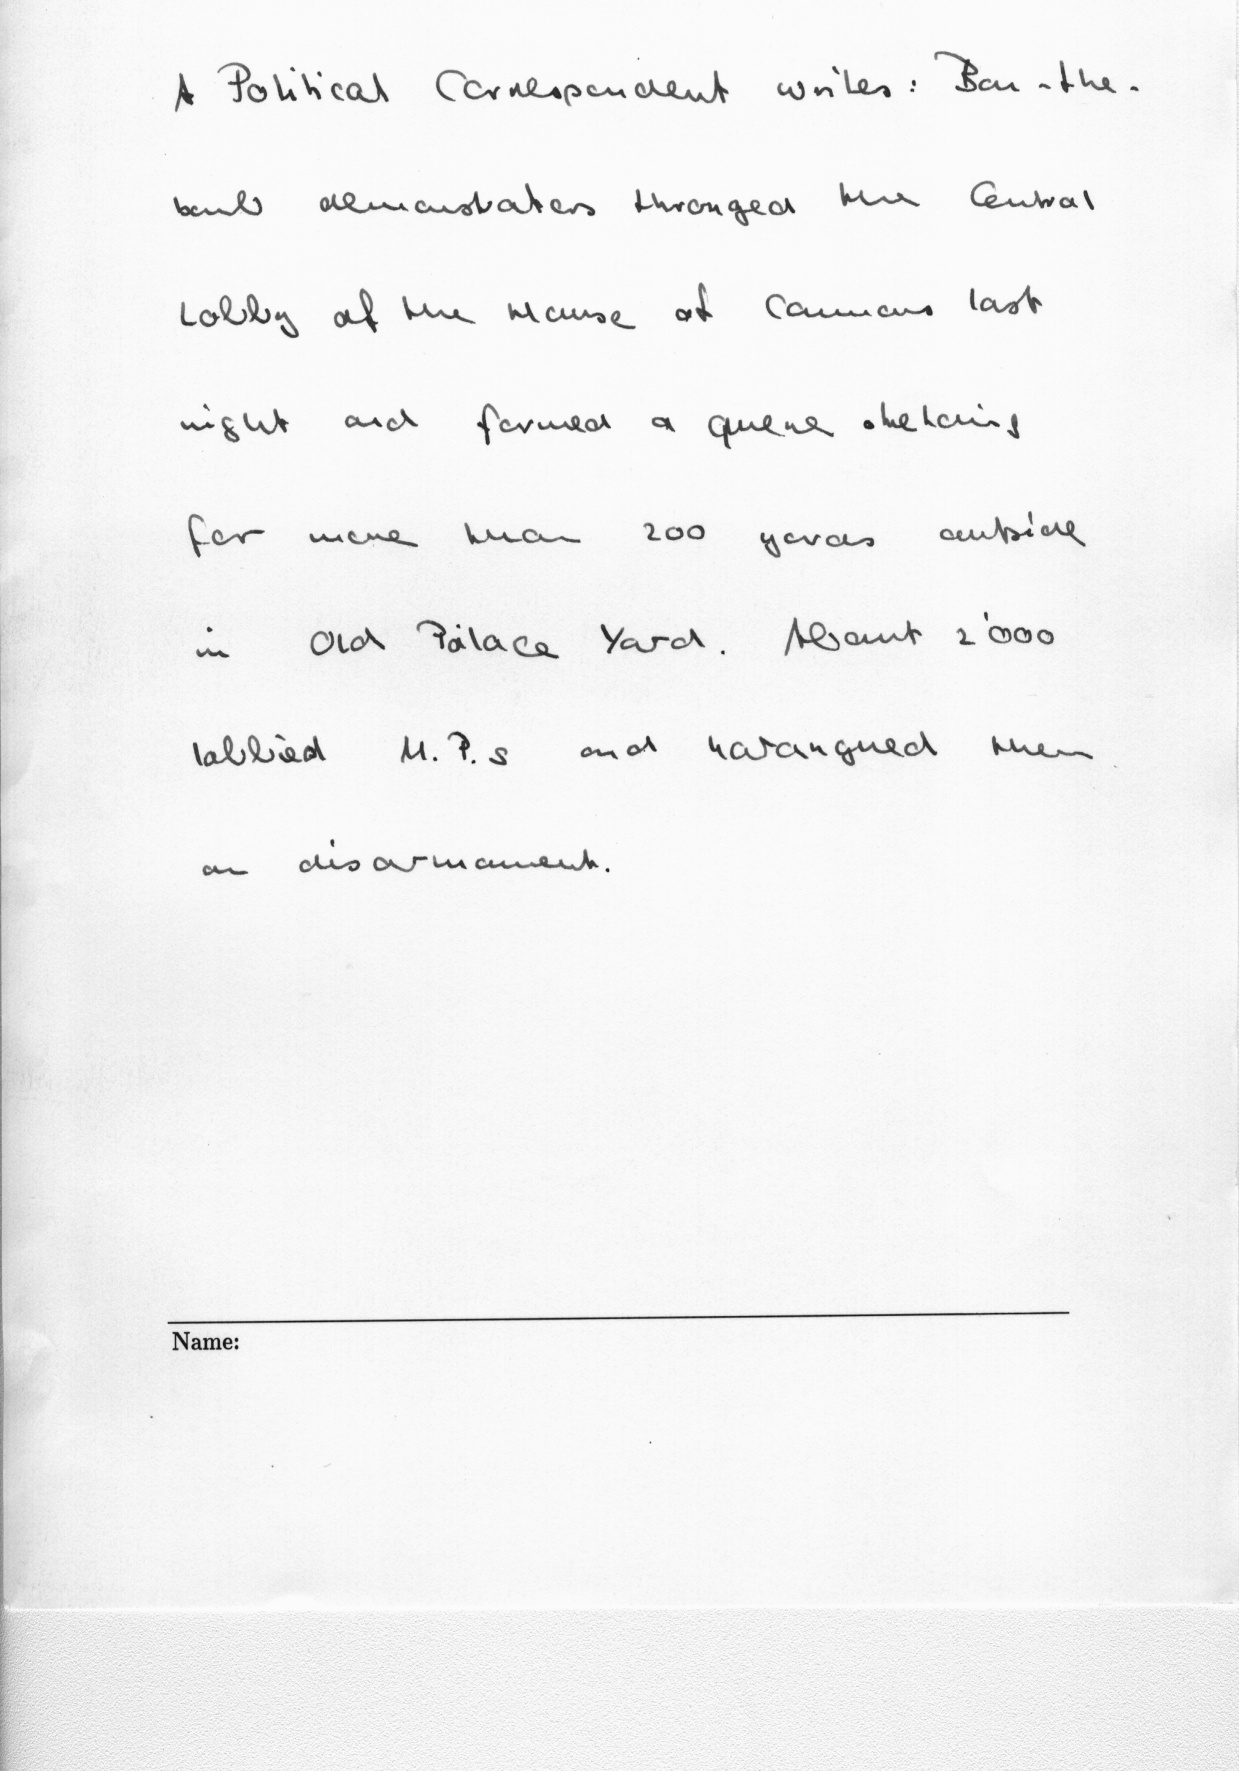 A Political Correspondent writes: Ban-the-
bomb demonstrators thronged the Central
Lobby of the House of Commons last
night and formed a queue stretching
for more than 200 yards outside
in Old Palace Yard. About 2'000
lobbied M.P.s and harangued them
on disarmament.
Name: